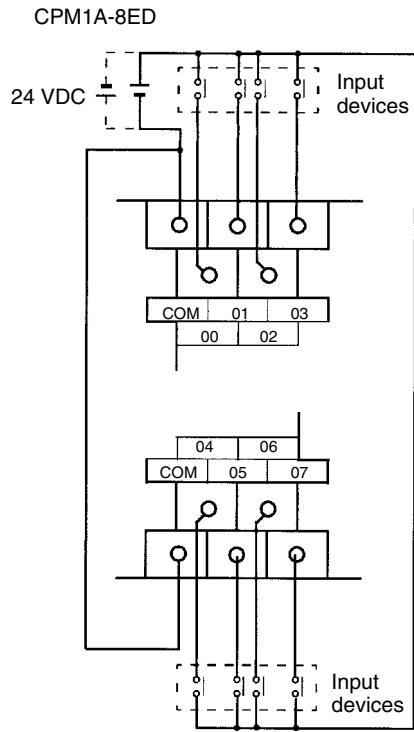 CPM1A-8ED
24 VDC
Input
devices
COM 01 03
00 02
04 06
COM 05 07
Input
devices